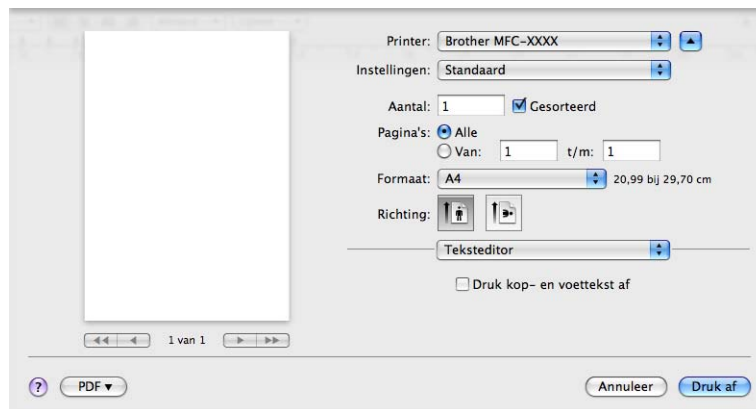 Printer: Brother MFC-XXXX
Instellingen: Standaard
Aantal: 1 Gesorteerd
Pagina's: Alle
Van: 1 t/m: 1
Formaat: A4 20,99 bij 29,70 cm
Richting:
Teksteditor
Druk kop- en voettekst af
1 van 1
? PDF Annuleer Druk af